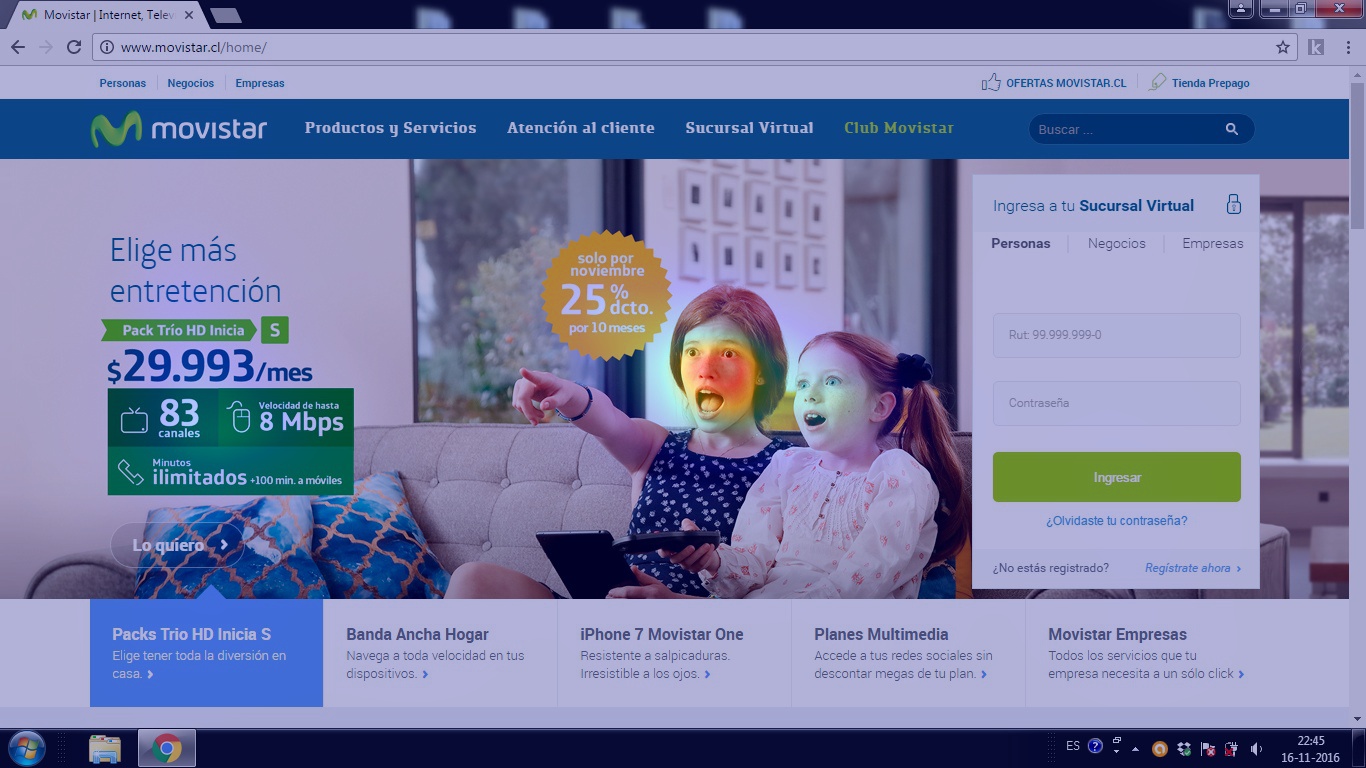 Movistar | Internet, Telev
www.movistar.cl/home/
Personas
Negocios
Empresas
OFERTAS MOVISTAR.CL
Tienda Prepago
movistar
Productos y Servicios
Atención al cliente
Sucursal Virtual
Club Movistar
Buscar ...
Elige más
entretención
Pack Trío HD Inicia S
$29.993/mes
83
canales
Velocidad de hasta
8 Mbps
Minutos
ilimitados +100 min. a móviles
Lo quiero
solo por
noviembre
25%
dcto.
por 10 meses
Ingresa a tu Sucursal Virtual
Personas
Negocios
Empresas
Rut: 99.999.999-0
Contraseña
Ingresar
¿Olvidaste tu contraseña?
¿No estás registrado?
Regístrate ahora
Packs Trio HD Inicia S
Elige tener toda la diversión en
casa.
Banda Ancha Hogar
Navega a toda velocidad en tus
dispositivos.
iPhone 7 Movistar One
Resistente a salpicaduras.
Irresistible a los ojos.
Planes Multimedia
Accede a tus redes sociales sin
descontar megas de tu plan.
Movistar Empresas
Todos los servicios que tu
empresa necesita a un sólo click
ES
22:45
16-11-2016